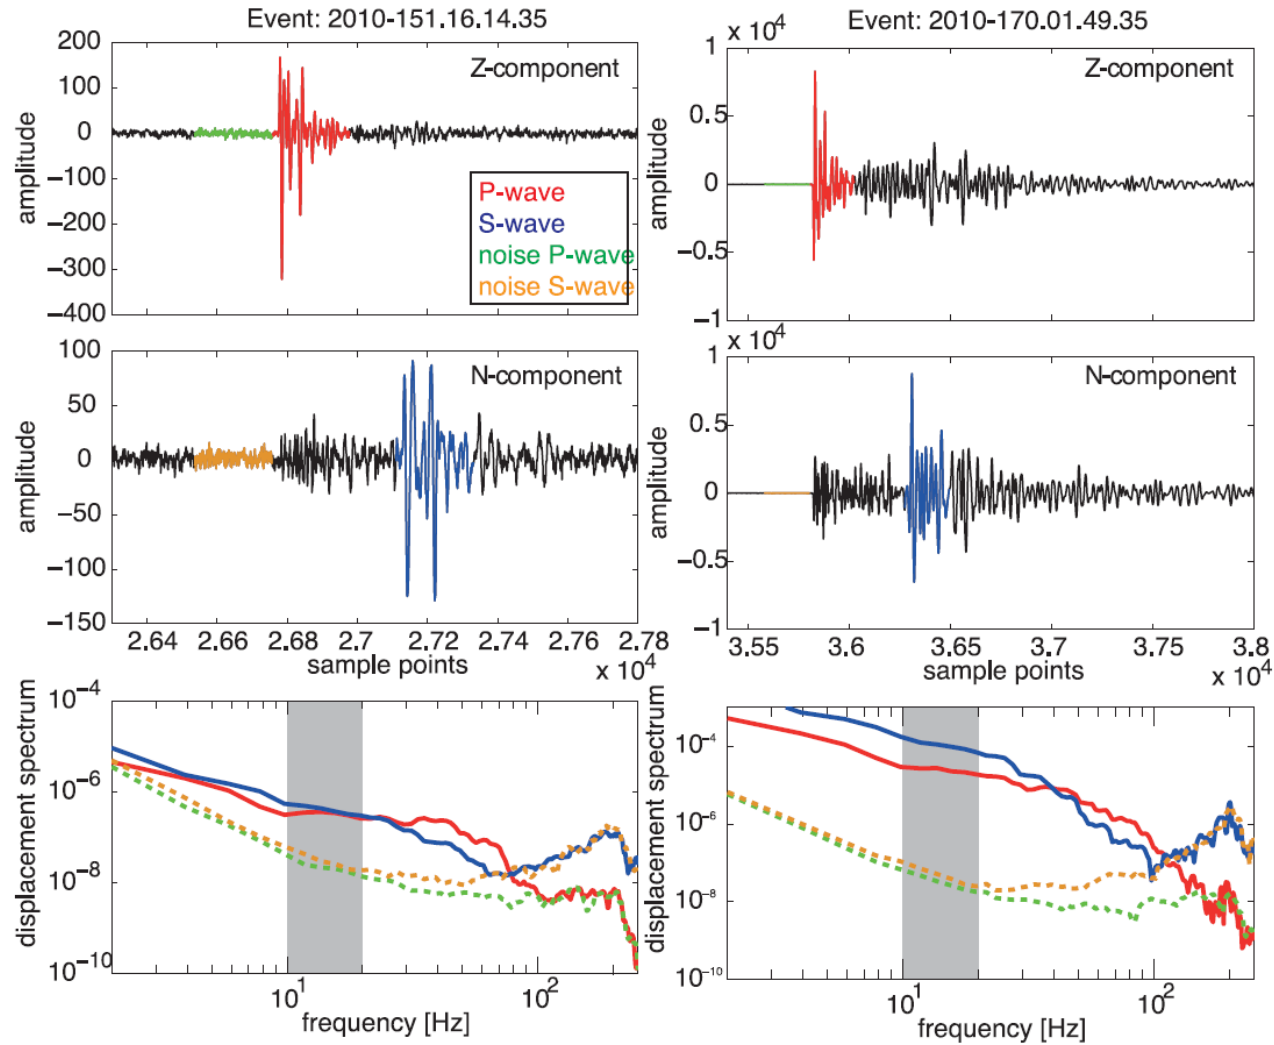 Event: 2010-151.16.14.35
Event: 2010-170.01.49.35
200
100
0
−100
−200
−300
−400
amplitude
Z-component
P-wave
S-wave
noise P-wave
noise S-wave
x 10^4
1
0.5
0
−0.5
−1
amplitude
Z-component
100
50
0
−50
−100
−150
amplitude
N-component
2.64 2.66 2.68 2.7 2.72 2.74 2.76 2.78
sample points
x 10^4
x 10^4
1
0.5
0
−0.5
−1
amplitude
N-component
3.55 3.6 3.65 3.7 3.75 3.8
sample points
x 10^4
10^−4
10^−6
10^−8
10^−10
displacement spectrum
10^1 10^2
frequency [Hz]
10^−4
10^−6
10^−8
10^−10
displacement spectrum
10^1 10^2
frequency [Hz]